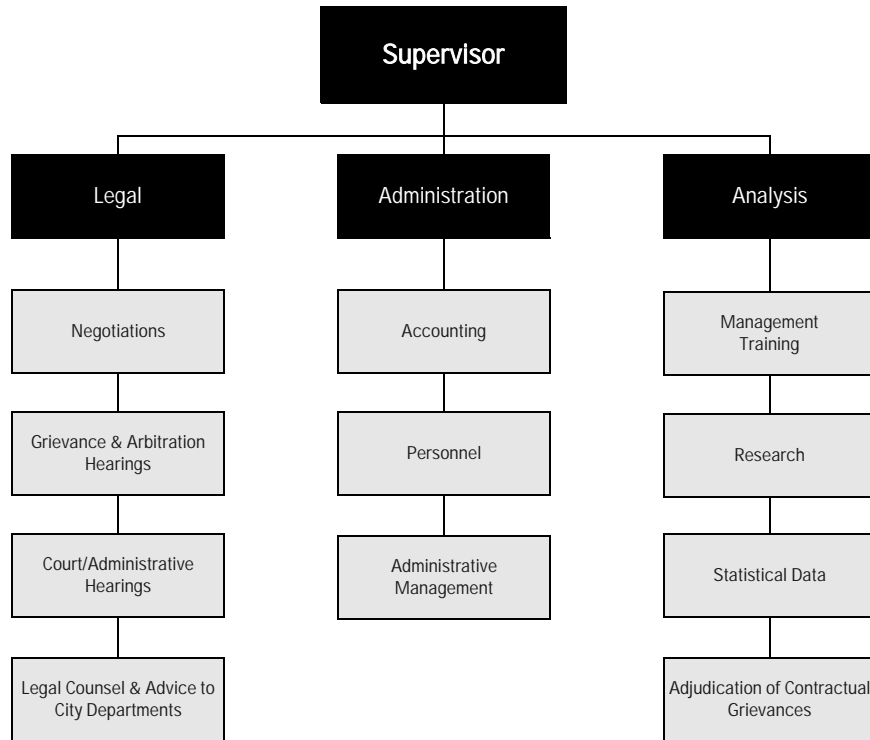 Supervisor
Legal
Administration
Analysis
Negotiations
Accounting
Management
Training
Grievance & Arbitration
Hearings
Personnel
Research
Court/Administrative
Hearings
Administrative
Management
Statistical Data
Legal Counsel & Advice to
City Departments
Adjudication of Contractual
Grievances